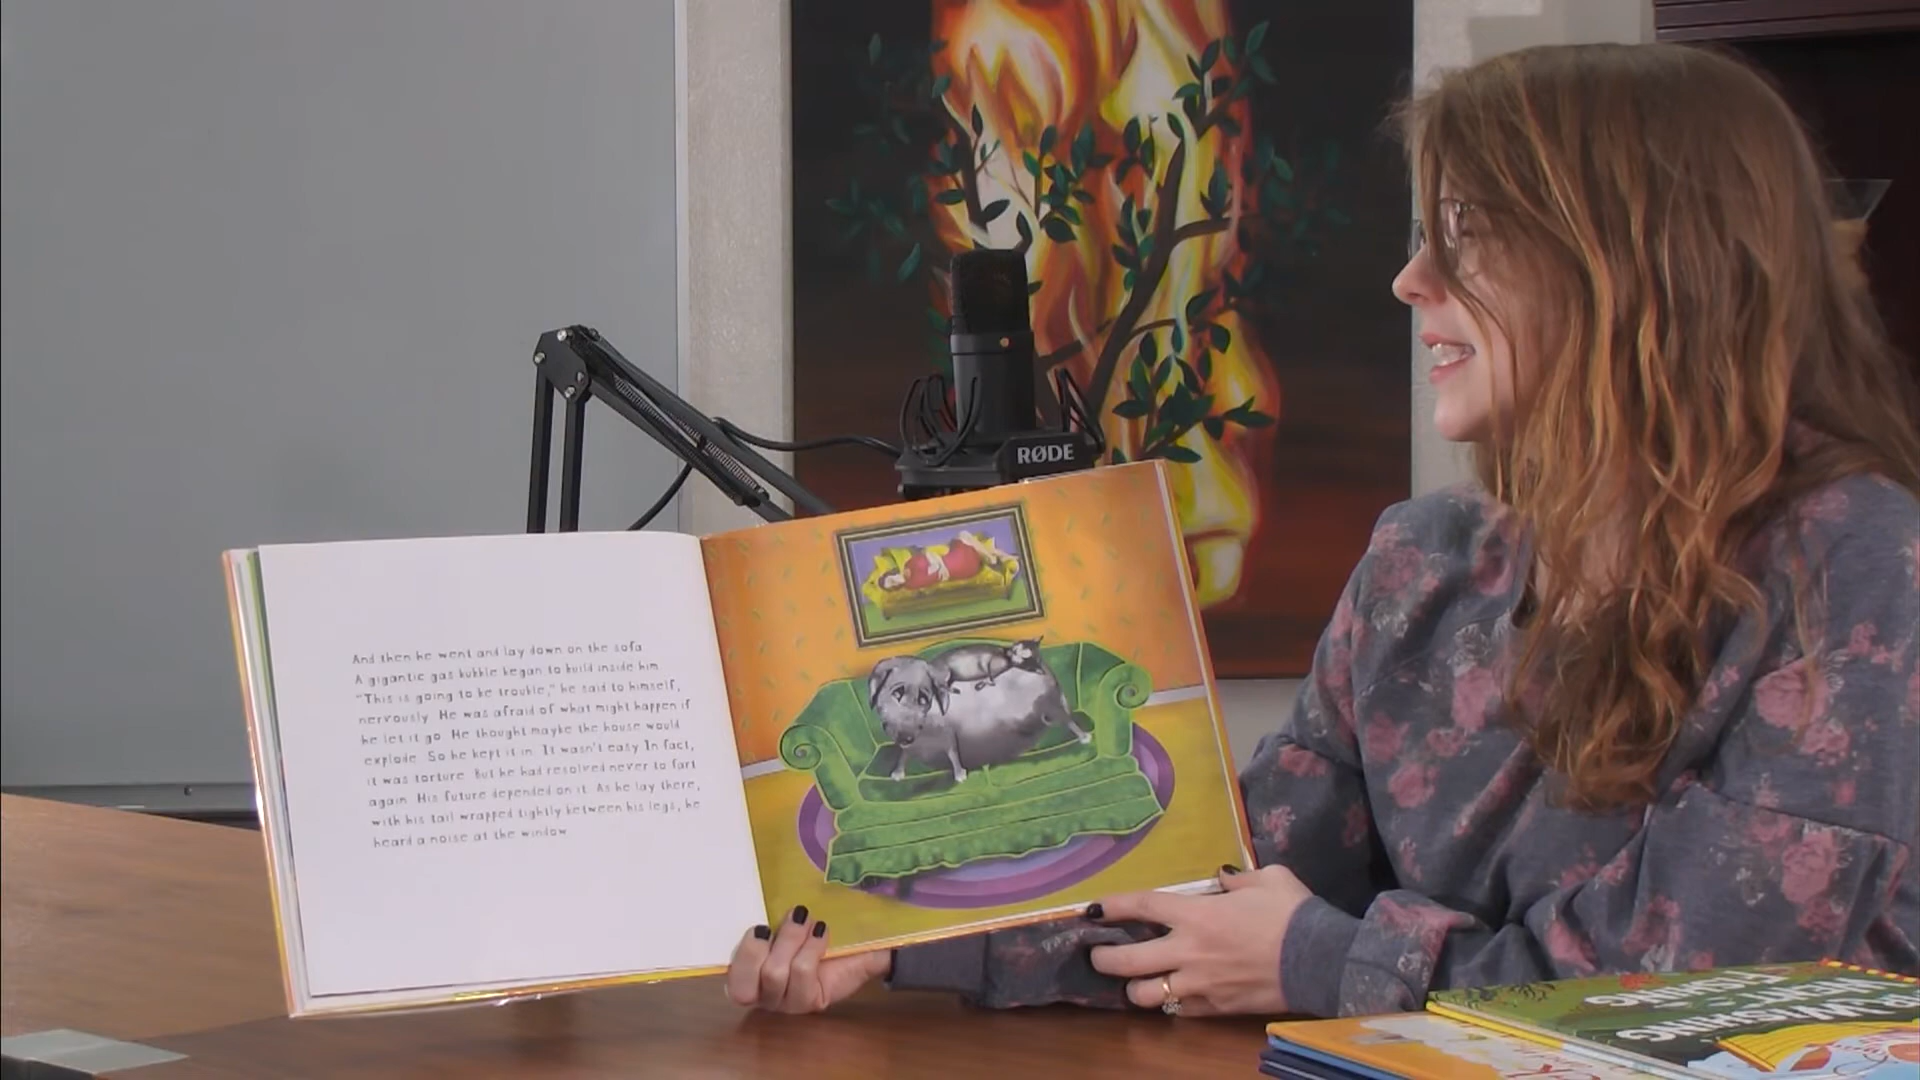 RØDE
And then he went and lay down on the sofa
A gigantic gas bubble began to build inside him.
"This is going to be trouble," he said to himself,
nervously. He was afraid of what might happen if
he let it go. He thought maybe the house would
explode. So he kept it in. It wasn't easy. In fact,
it was torture. But he had resolved never to fart
again. His future depended on it. As he lay there,
with his tail wrapped tightly between his legs, he
heard a noise at the window.
NIGHT
WISHING
FISHING